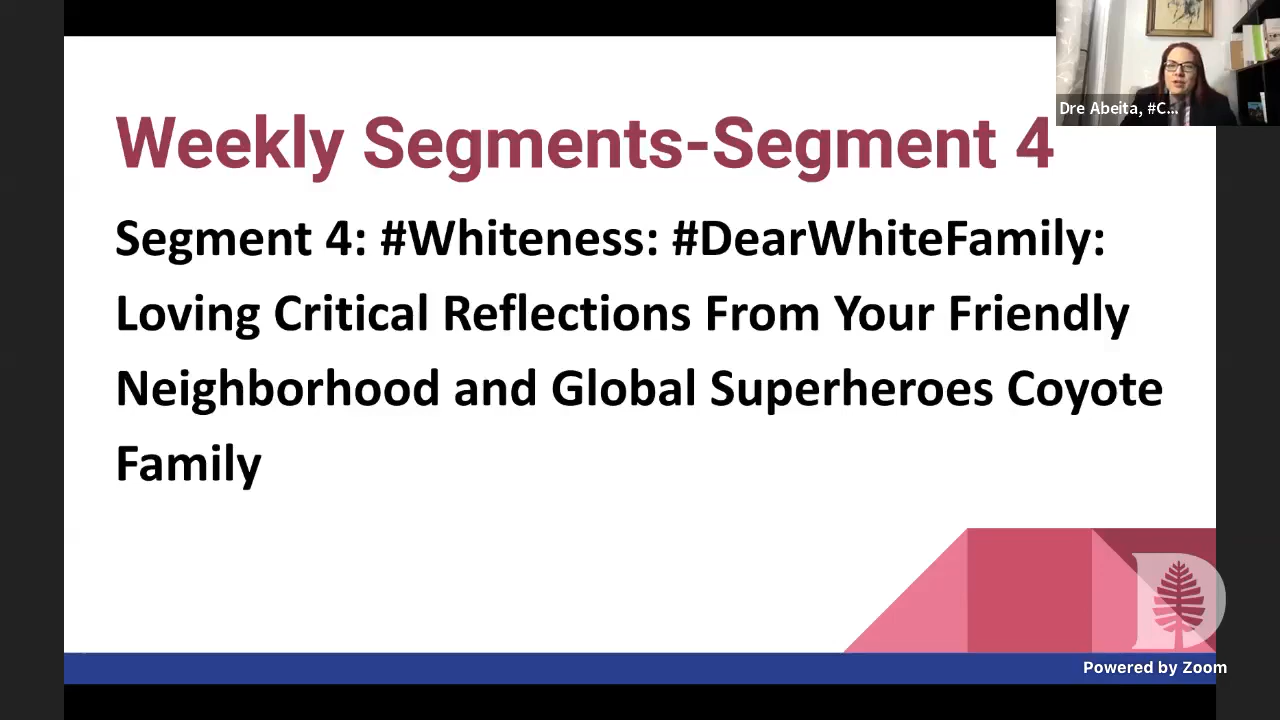 Dre Abeita, #C...
Weekly Segments-Segment 4
Segment 4: #Whiteness: #DearWhiteFamily:
Loving Critical Reflections From Your Friendly
Neighborhood and Global Superheroes Coyote
Family
D
Powered by Zoom